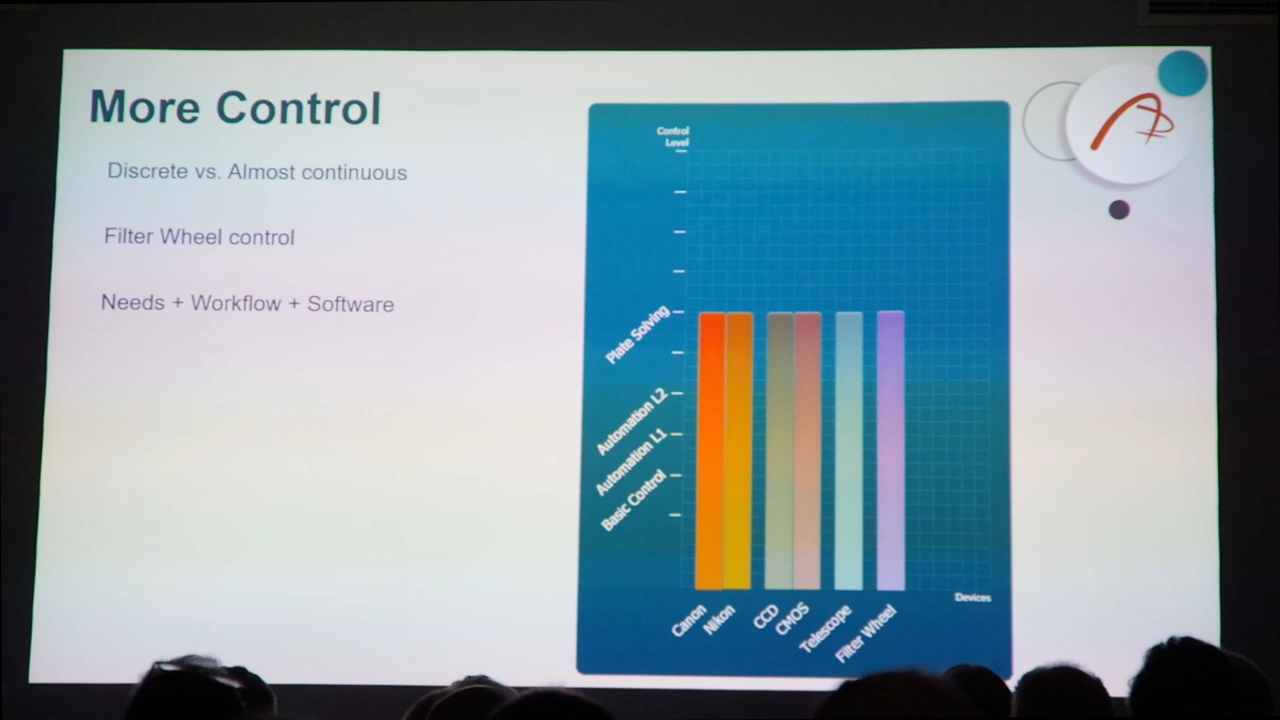 More Control
Discrete vs. Almost continuous
Filter Wheel control
Needs + Workflow + Software
Control
Level
Plate Solving
Automation L2
Automation L1
Basic Control
Devices
Canon
Nikon
CCD
CMOS
Telescope
Filter Wheel